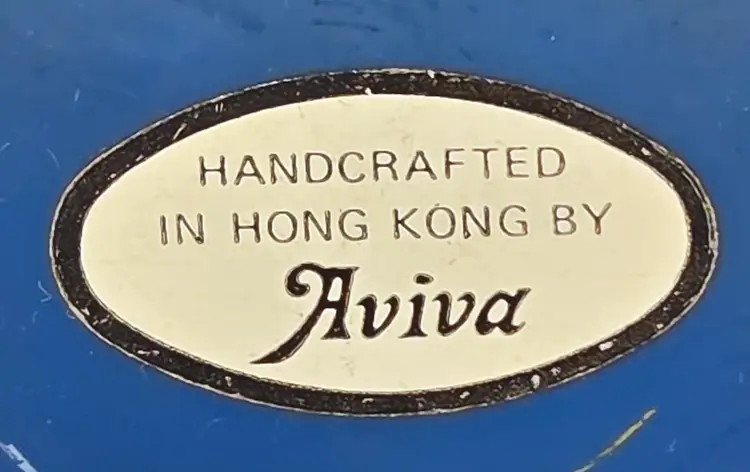 HANDCRAFTED
IN HONG KONG BY
Aviva